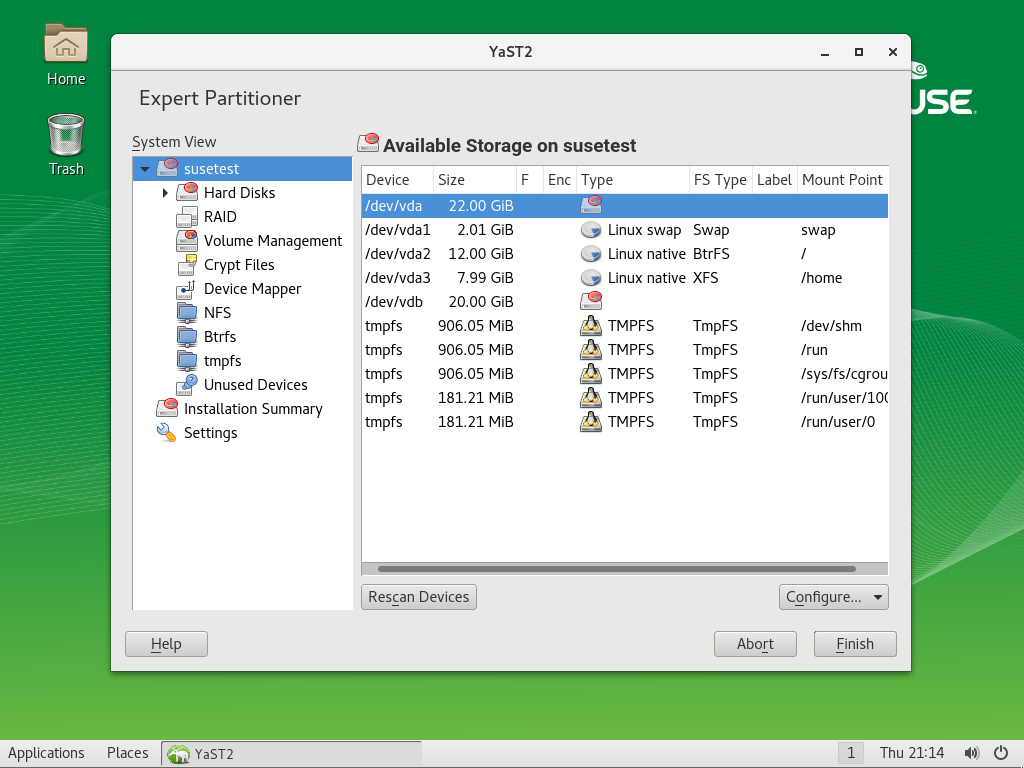 Home
Trash
YaST2
USE
Expert Partitioner
System View
susetest
Hard Disks
RAID
Volume Management
Crypt Files
Device Mapper
NFS
Btrfs
tmpfs
Unused Devices
Installation Summary
Settings
Available Storage on susetest
Device Size F Enc Type FS Type Label Mount Point
/dev/vda 22.00 GiB
/dev/vda1 2.01 GiB Linux swap Swap swap
/dev/vda2 12.00 GiB Linux native BtrFS /
/dev/vda3 7.99 GiB Linux native XFS /home
/dev/vdb 20.00 GiB
tmpfs 906.05 MiB TMPFS TmpFS /dev/shm
tmpfs 906.05 MiB TMPFS TmpFS /run
tmpfs 906.05 MiB TMPFS TmpFS /sys/fs/cgrou
tmpfs 181.21 MiB TMPFS TmpFS /run/user/100
tmpfs 181.21 MiB TMPFS TmpFS /run/user/0
Rescan Devices Configure...
Help Abort Finish
Applications Places YaST2 1 Thu 21:14